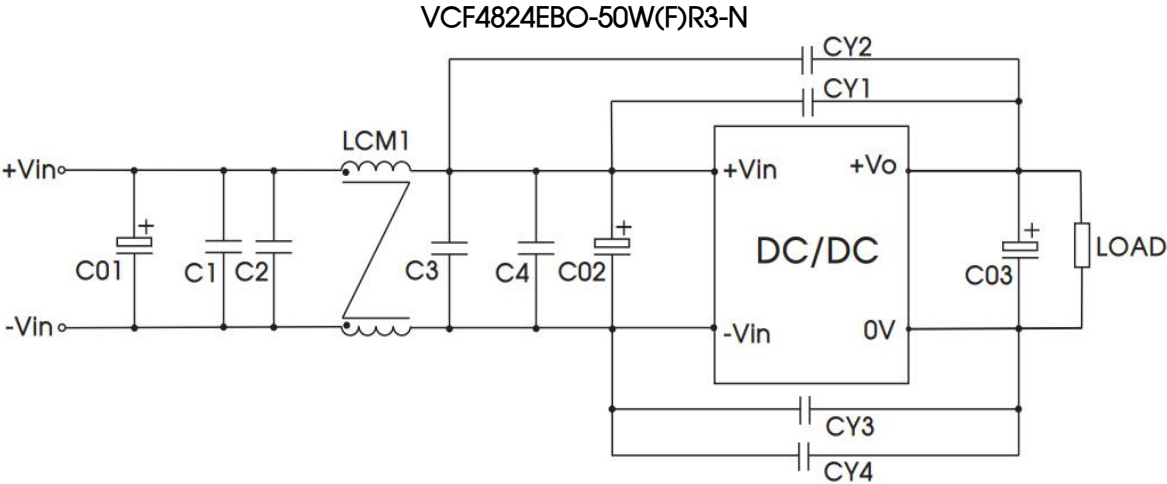 VCF4824EBO-50W(F)R3-N
CY2
CY1
LCM1
+Vin
+Vin
+Vo
+
+
+
DC/DC
LOAD
C01
C1
C2
C3
C4
C02
C03
-Vin
-Vin
0V
CY3
CY4